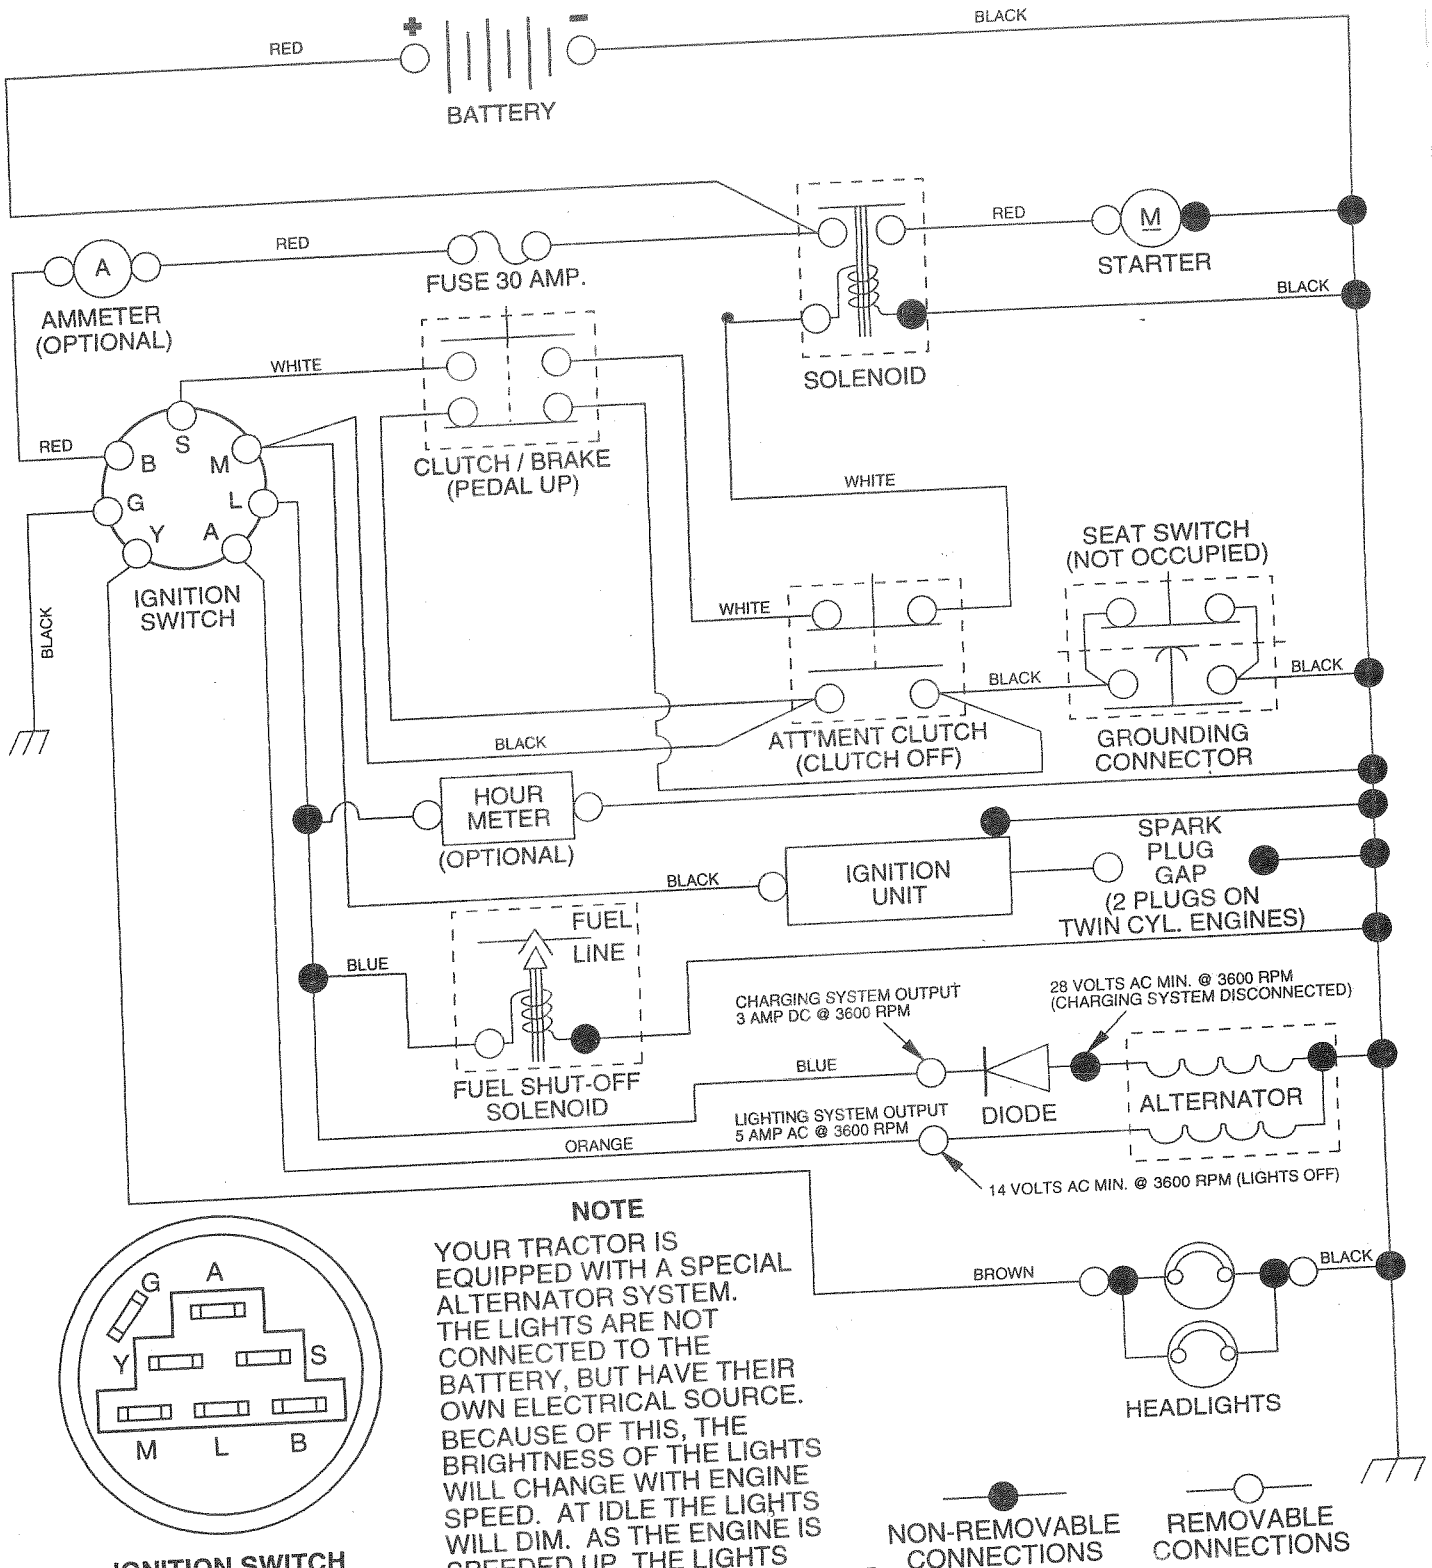 BLACK
RED
+
-
BATTERY
RED
RED
M
A
STARTER
FUSE 30 AMP.
AMMETER
(OPTIONAL)
BLACK
WHITE
SOLENOID
S
RED
B
M
CLUTCH / BRAKE
(PEDAL UP)
WHITE
G
L
Y
A
SEAT SWITCH
(NOT OCCUPIED)
IGNITION
SWITCH
BLACK
WHITE
BLACK
BLACK
ATT'MENT CLUTCH
(CLUTCH OFF)
GROUNDING
CONNECTOR
BLACK
HOUR
METER
(OPTIONAL)
SPARK
PLUG
GAP
(2 PLUGS ON
TWIN CYL. ENGINES)
IGNITION
UNIT
BLACK
FUEL
LINE
BLUE
28 VOLTS AC MIN. @ 3600 RPM
(CHARGING SYSTEM DISCONNECTED)
CHARGING SYSTEM OUTPUT
3 AMP DC @ 3600 RPM
BLUE
FUEL SHUT-OFF
SOLENOID
DIODE
ALTERNATOR
LIGHTING SYSTEM OUTPUT
5 AMP AC @ 3600 RPM
ORANGE
14 VOLTS AC MIN. @ 3600 RPM (LIGHTS OFF)
NOTE
YOUR TRACTOR IS
EQUIPPED WITH A SPECIAL
ALTERNATOR SYSTEM.
THE LIGHTS ARE NOT
CONNECTED TO THE
BATTERY, BUT HAVE THEIR
OWN ELECTRICAL SOURCE.
BECAUSE OF THIS, THE
BRIGHTNESS OF THE LIGHTS
WILL CHANGE WITH ENGINE
SPEED. AT IDLE THE LIGHTS
WILL DIM. AS THE ENGINE IS
SPEEDED UP, THE LIGHTS
BROWN
BLACK
HEADLIGHTS
G
A
Y
S
M
L
B
IGNITION SWITCH
NON-REMOVABLE
CONNECTIONS
REMOVABLE
CONNECTIONS